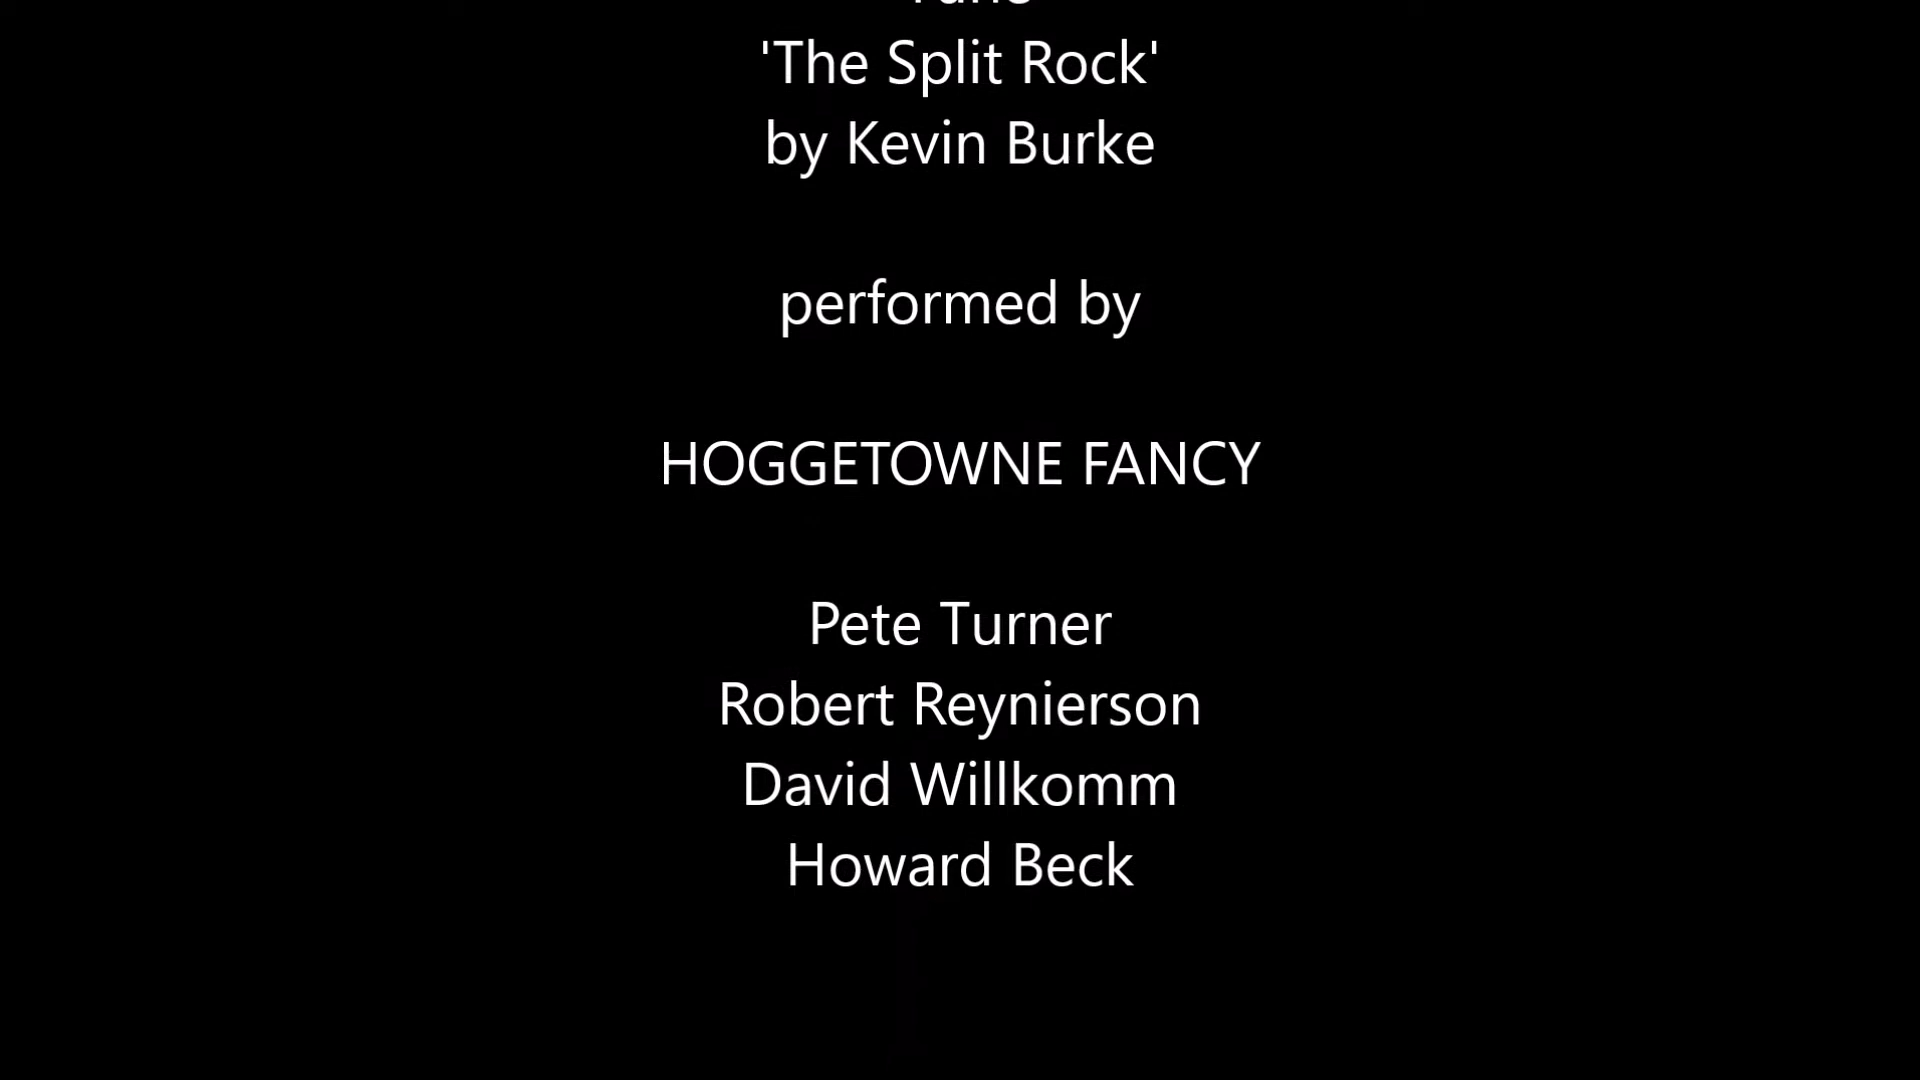 'The Split Rock'
by Kevin Burke
performed by
HOGGETOWNE FANCY
Pete Turner
Robert Reynierson
David Willkomm
Howard Beck